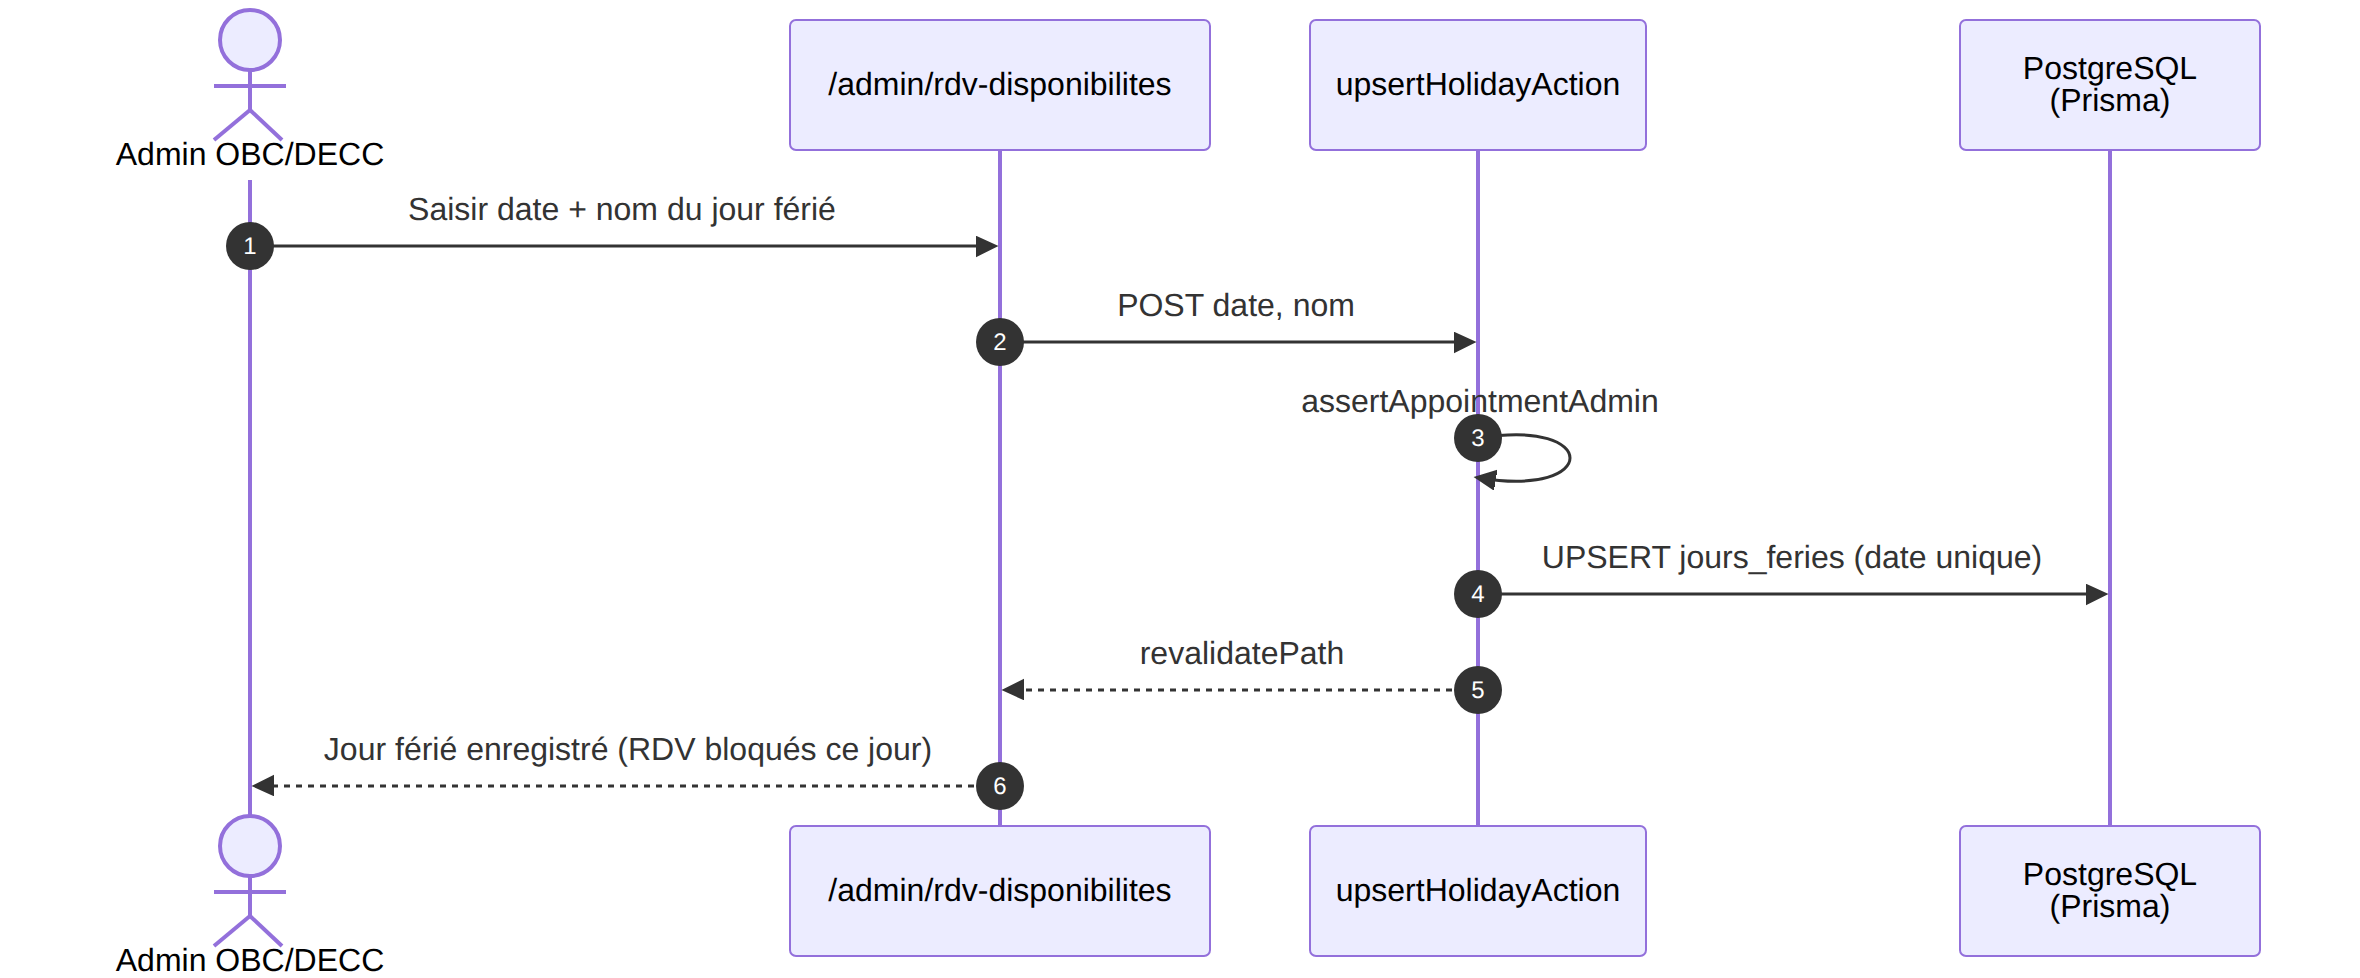 Admin OBC/DECC
/admin/rdv-disponibilites
upsertHolidayAction
PostgreSQL
(Prisma)
Saisir date + nom du jour férié
1
POST date, nom
2
assertAppointmentAdmin
3
UPSERT jours_feries (date unique)
4
revalidatePath
5
Jour férié enregistré (RDV bloqués ce jour)
6
Admin OBC/DECC
/admin/rdv-disponibilites
upsertHolidayAction
PostgreSQL
(Prisma)